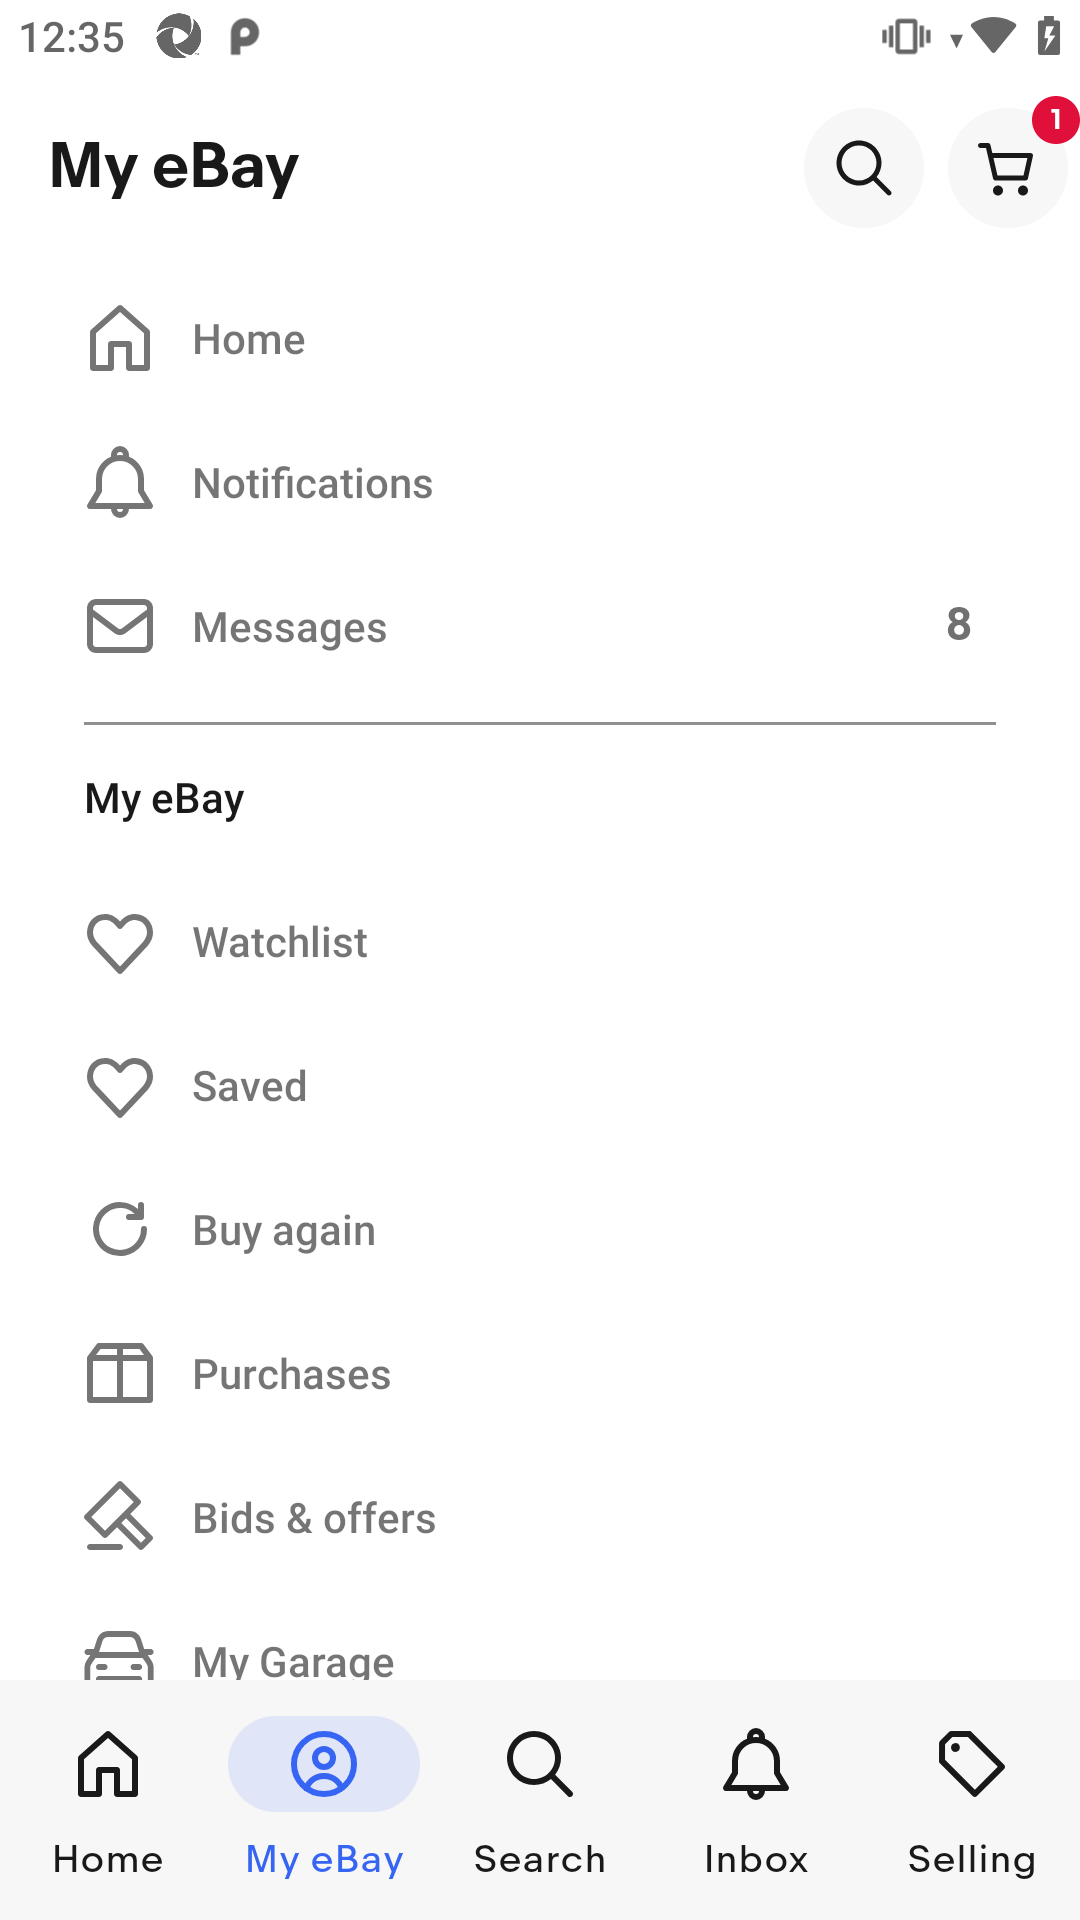 12:35
My eBay
1
Home
Notifications
Messages 8
My eBay
Watchlist
Saved
Buy again
Purchases
Bids & offers
My Garage
Home My eBay Search Inbox Selling